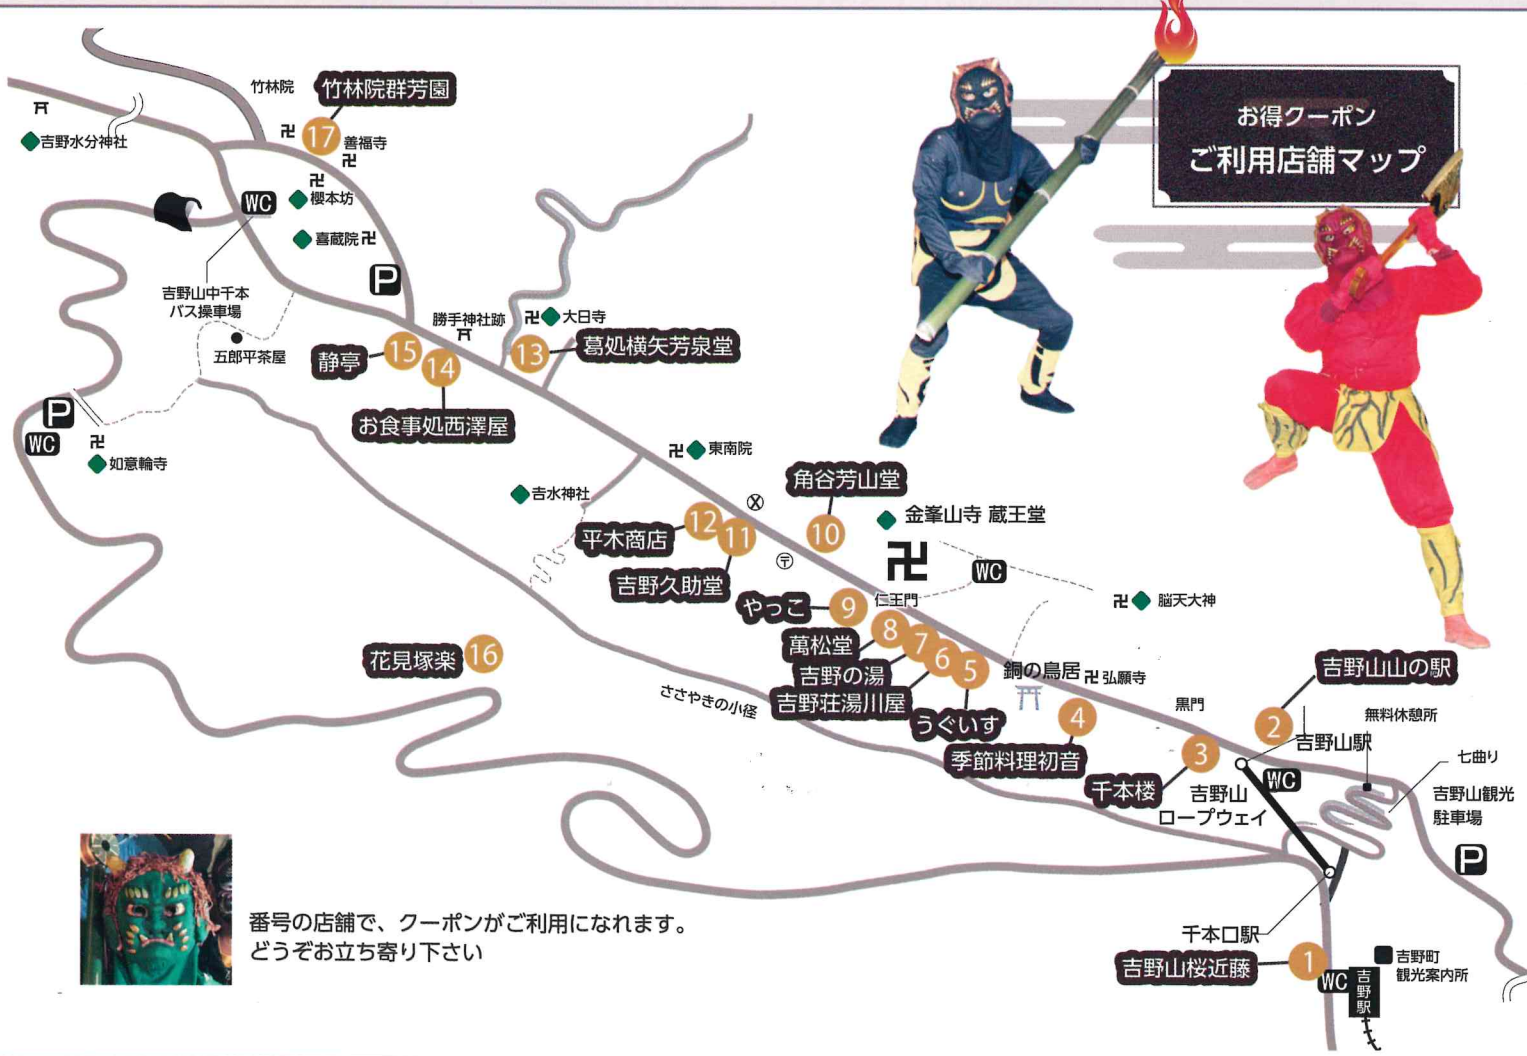 お得クーポン
ご利用店舗マップ
竹林院
竹林院群芳園
17
善福寺
吉野水分神社
櫻本坊
WC
喜蔵院
P
吉野山中千本
バス操車場
五郎平茶屋
勝手神社跡
大日寺
静亭
15
14
13
葛処横矢芳泉堂
お食事処西澤屋
P
WC
如意輪寺
東南院
吉水神社
角谷芳山堂
金峯山寺 蔵王堂
平木商店
12
11
10
吉野久助堂
WC
脳天大神
やっこ
9
仁王門
萬松堂
8
吉野の湯
7
吉野荘湯川屋
6
うぐいす
5
花見塚楽
16
ささやきの小径
銅の鳥居
弘願寺
吉野山山の駅
2
4
季節料理初音
黒門
無料休憩所
吉野山駅
3
千本楼
七曲り
WC
吉野山
ロープウェイ
吉野山観光
駐車場
P
番号の店舗で、クーポンがご利用になれます。
どうぞお立ち寄り下さい
千本口駅
吉野山桜近藤
1
WC
吉野駅
吉野町
観光案内所